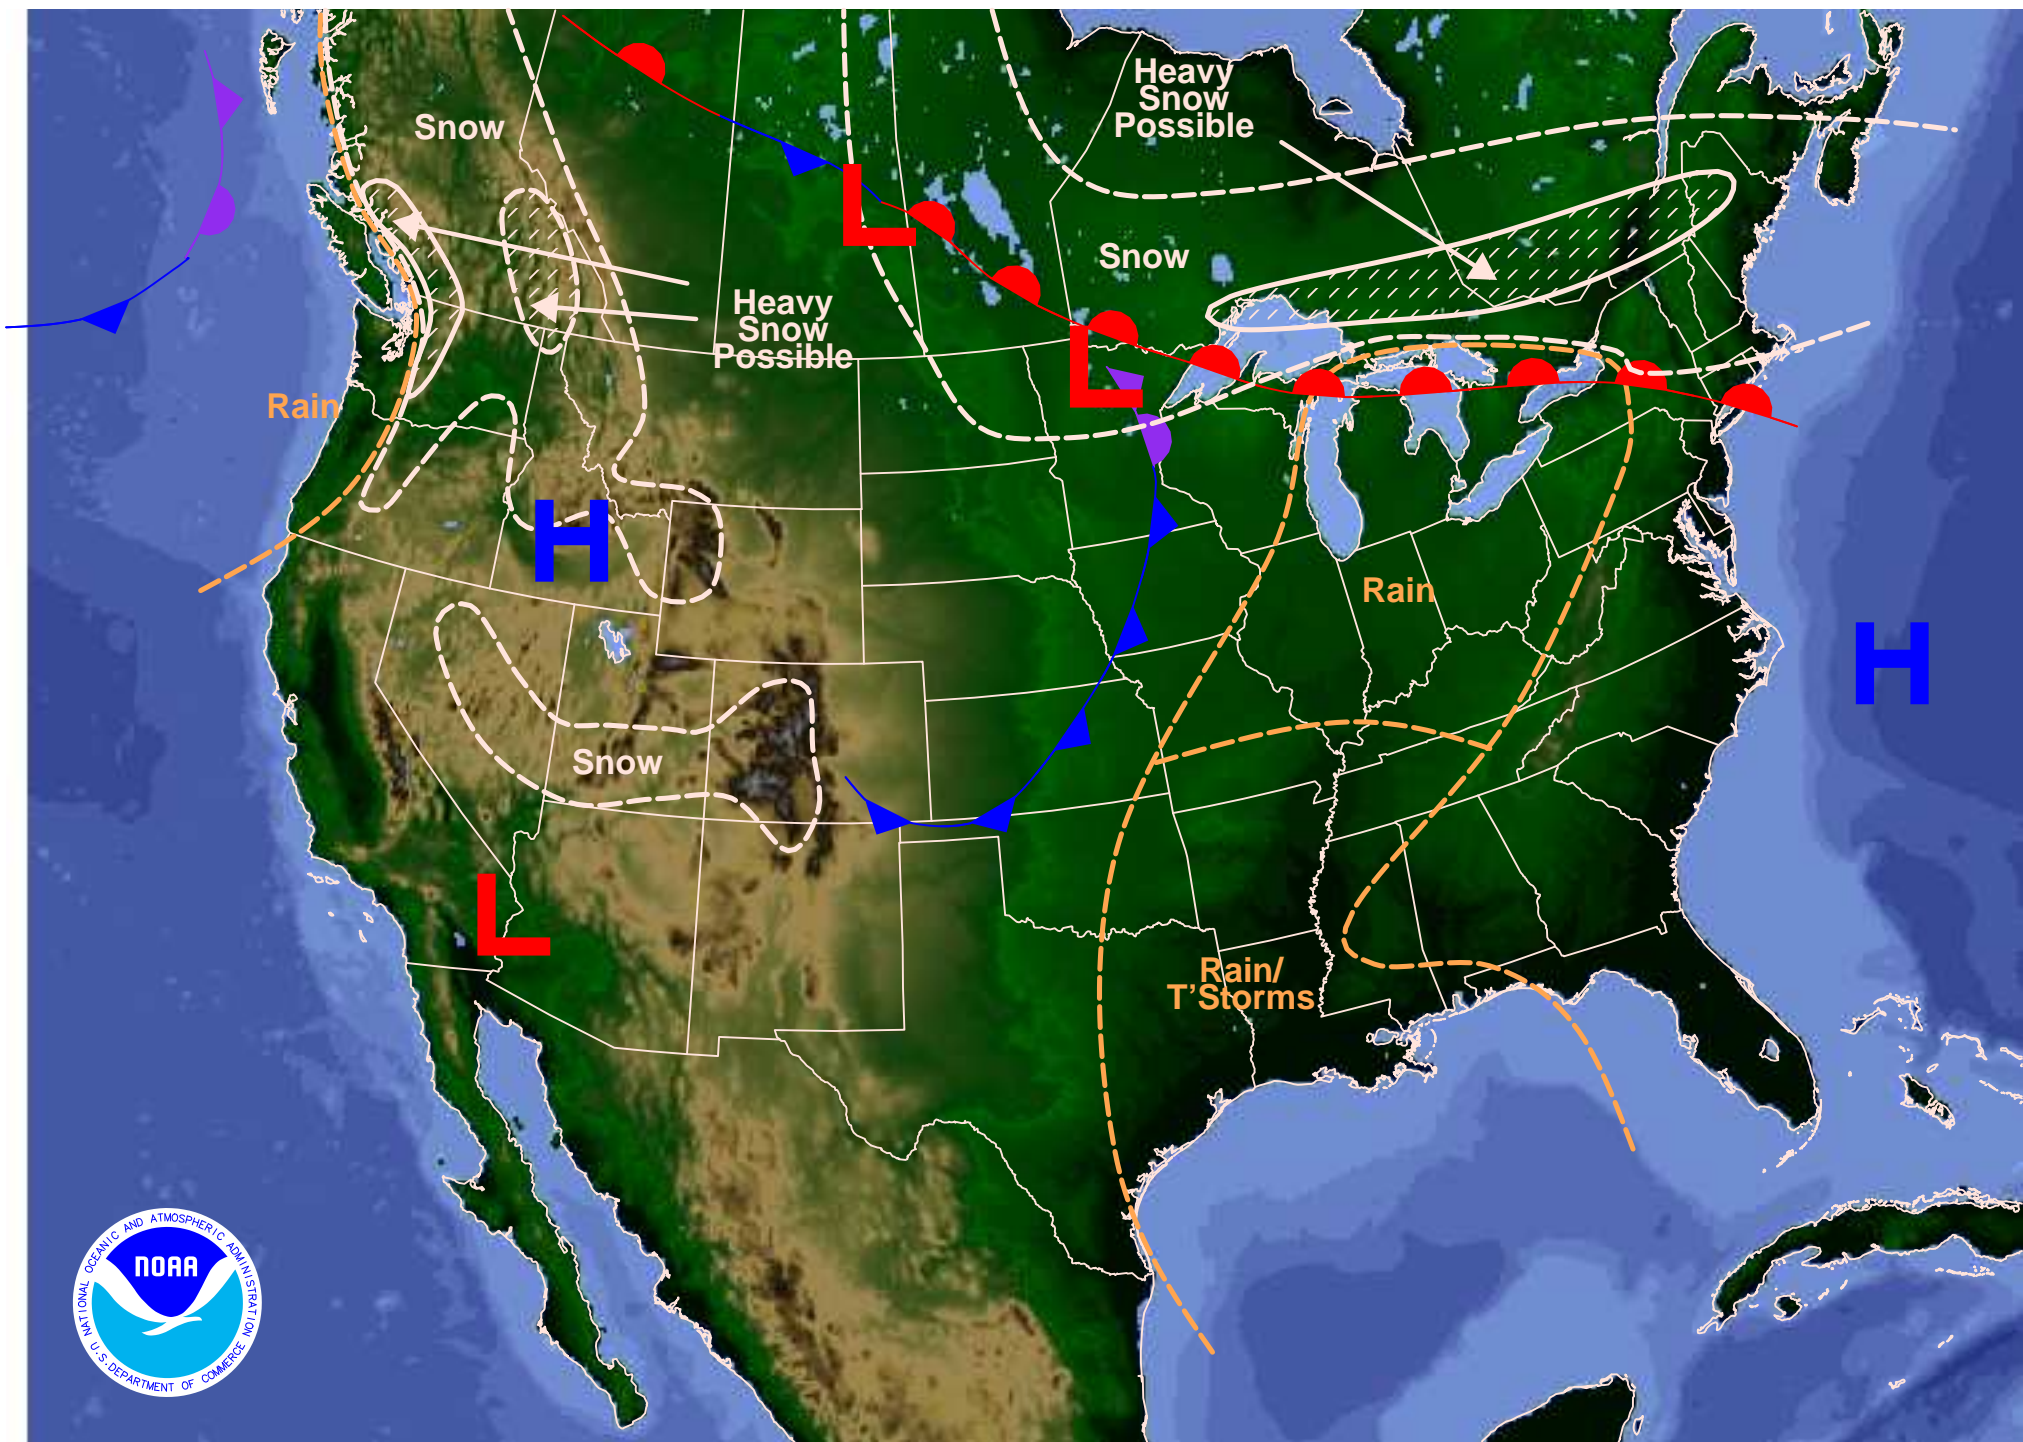 Heavy
Snow
Possible
Snow
Snow
Heavy
Snow
Possible
Rain
H
L
L
Rain
H
Snow
L
Rain/
T'Storms
NATIONAL OCEANIC AND ATMOSPHERIC ADMINISTRATION
NOAA
U.S. DEPARTMENT OF COMMERCE